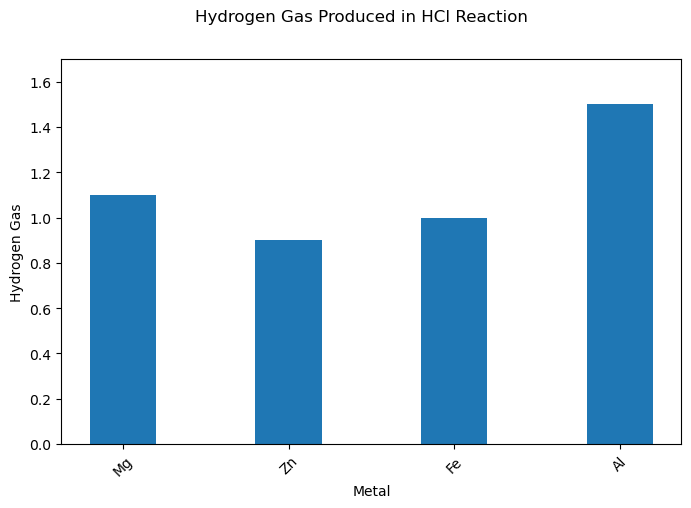 Hydrogen Gas Produced in HCl Reaction
Hydrogen Gas
1.6
1.4
1.2
1.0
0.8
0.6
0.4
0.2
0.0
Mg
Zn
Fe
Al
Metal